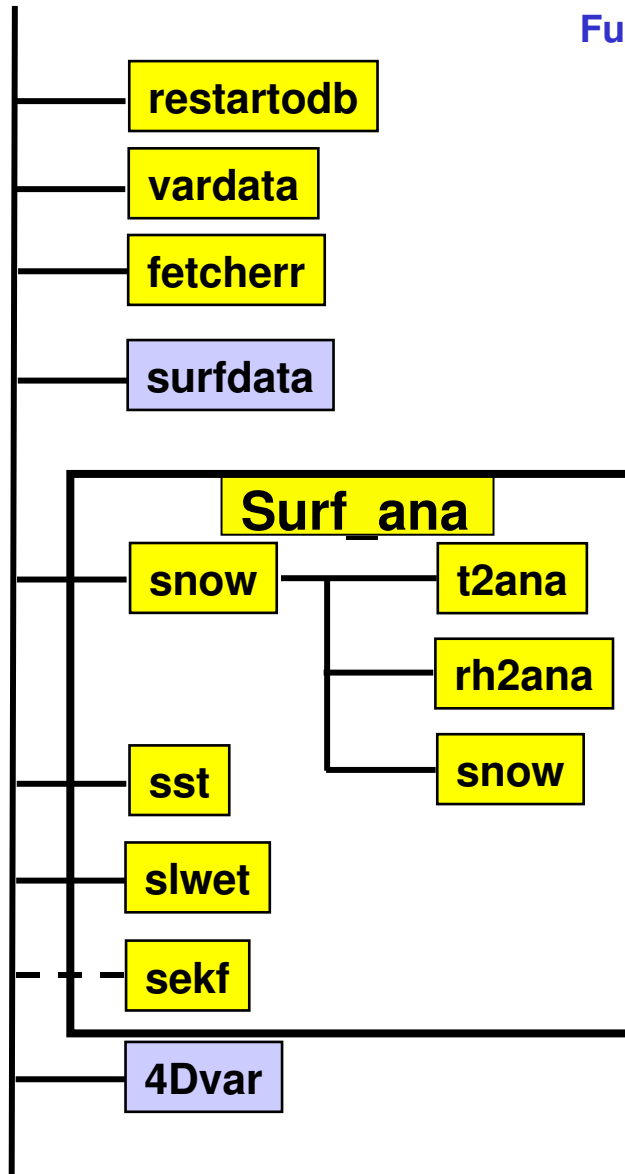 Fu
restartodb
vardata
fetcherr
surfdata
Surf_ana
snow
t2ana
rh2ana
snow
sst
slwet
sekf
4Dvar